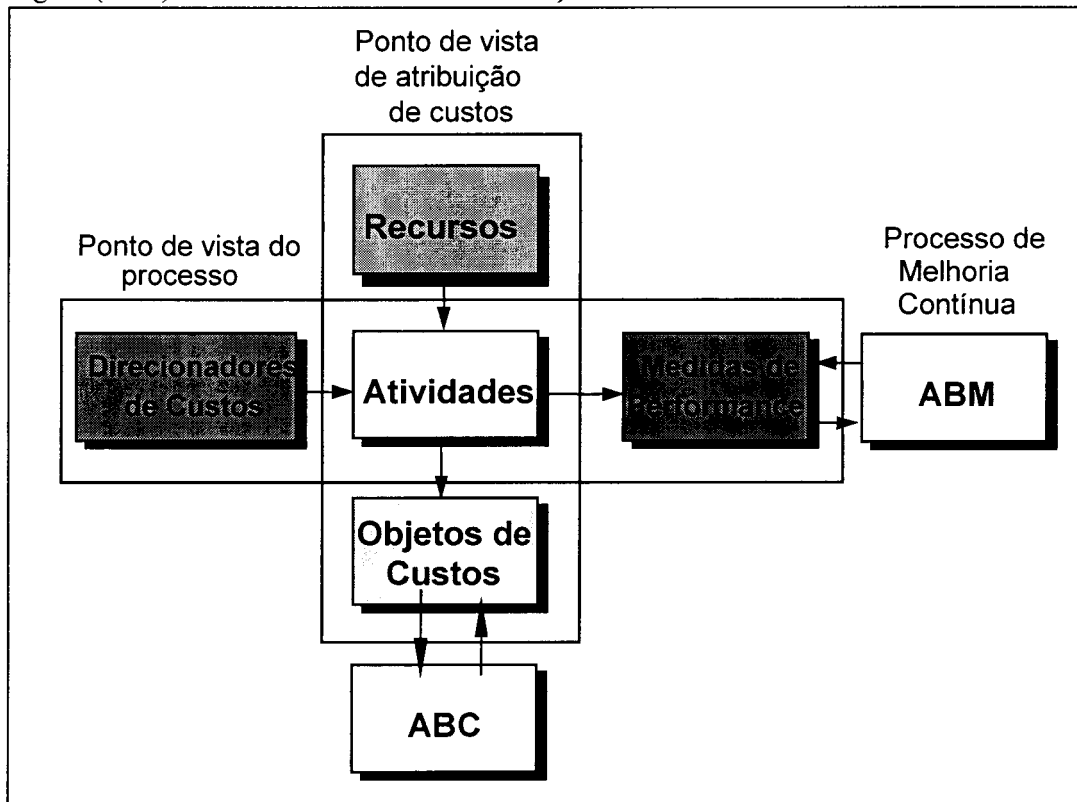 Ponto de vista
de atribuição
de custos
Recursos
Ponto de vista do
processo
Processo de
Melhoria
Contínua
Direcionadores
de Custos
Atividades
Medidas de
Performance
ABM
Objetos de
Custos
ABC